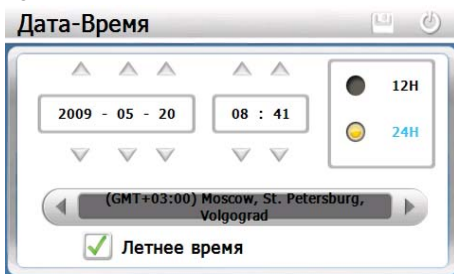 Дата-Время
2009 - 05 - 20
08 : 41
12H
24H
(GMT+03:00) Moscow, St. Petersburg,
Volgograd
Летнее время